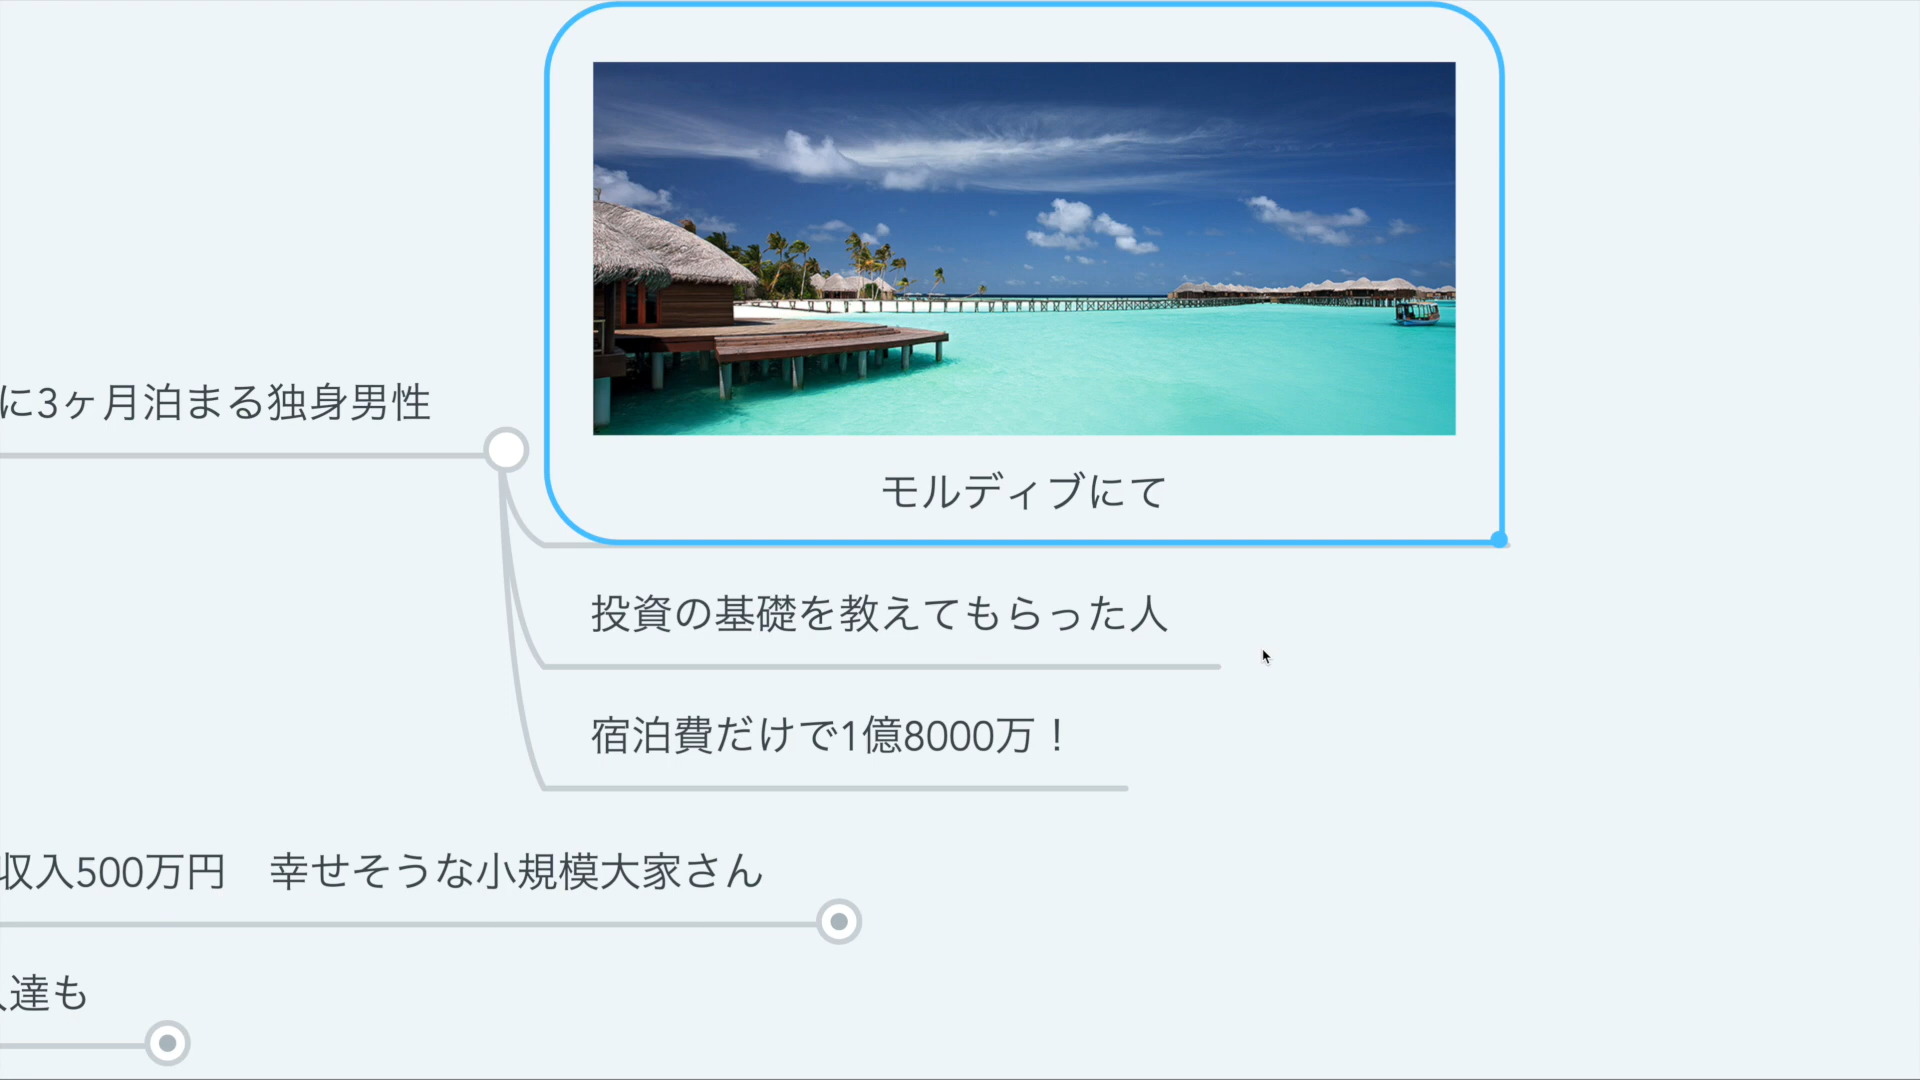 に3ヶ月泊まる独身男性
モルディブにて
投資の基礎を教えてもらった人
宿泊費だけで1億8000万！
収入500万円　幸せそうな小規模大家さん
達も